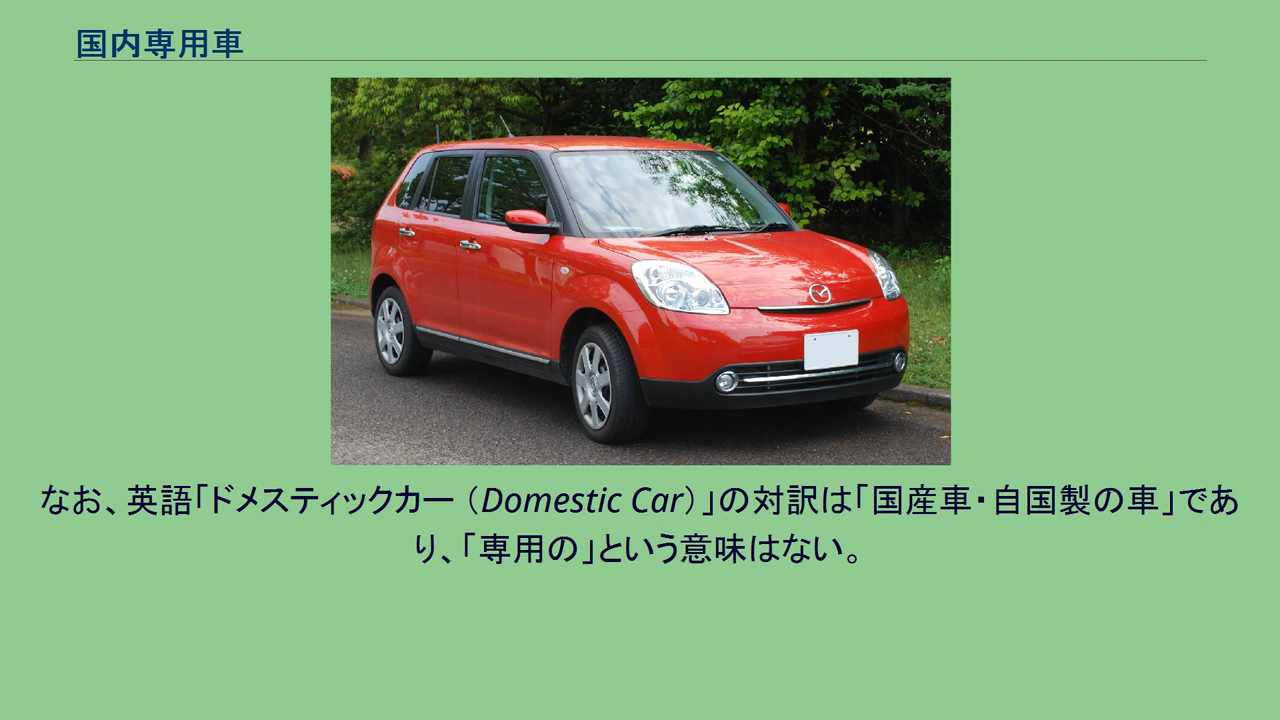 国内専用車
なお、英語「ドメスティックカー（Domestic Car）」の対訳は「国産車・自国製の車」であ
り、「専用の」という意味はない。